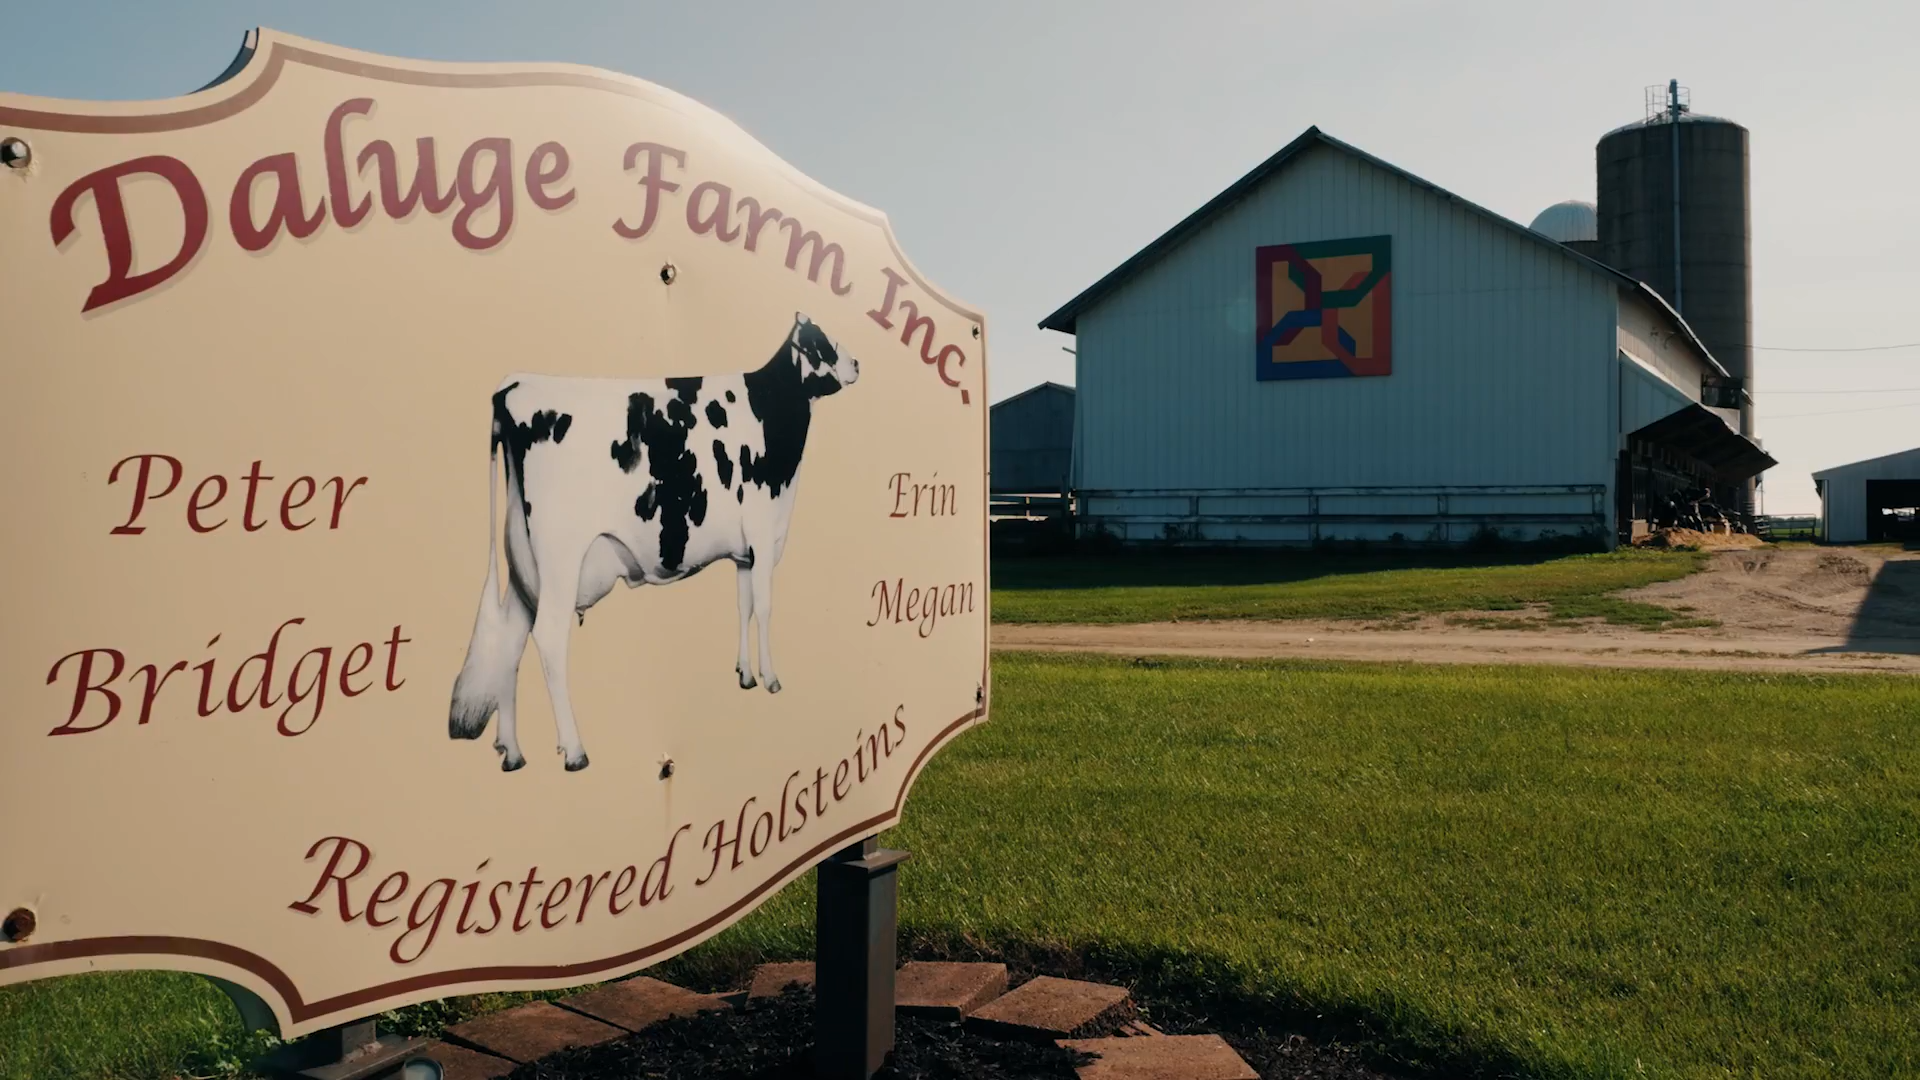 Daluge Farm Inc.
Peter
Bridget
Erin
Megan
Registered Holsteins